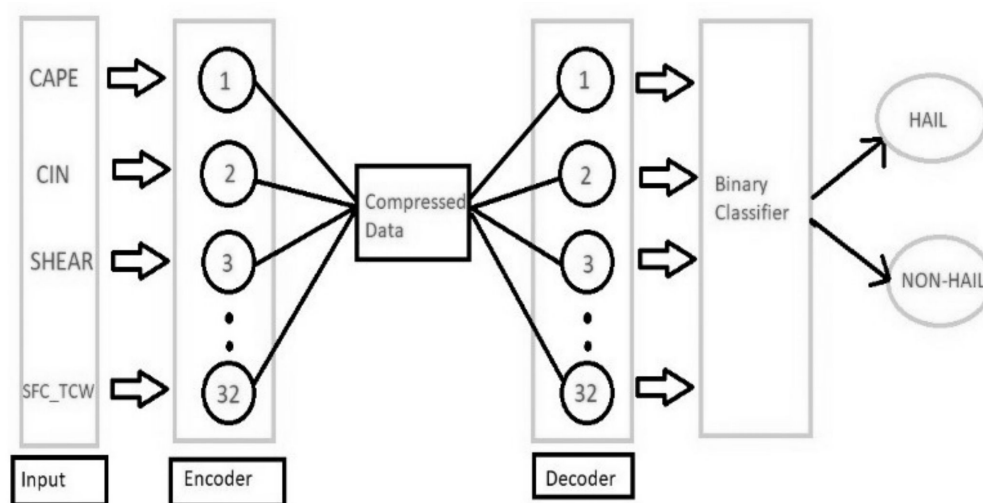 CAPE
CIN
SHEAR
SFC_TCW
Input
1
2
3
32
Encoder
Compressed
Data
1
2
3
32
Decoder
Binary
Classifier
HAIL
NON-HAIL